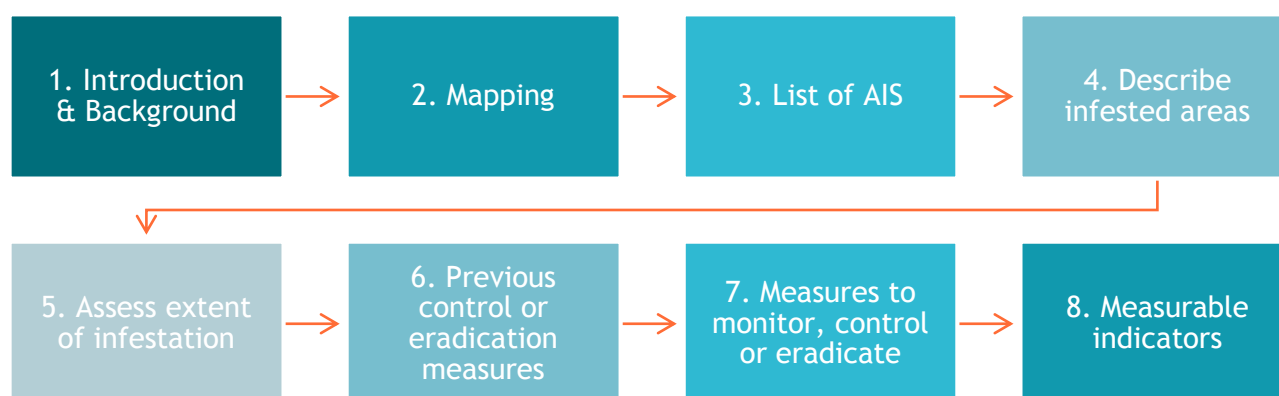 1. Introduction
& Background
2. Mapping
3. List of AIS
4. Describe
infested areas
5. Assess extent
of infestation
6. Previous
control or
eradication
measures
7. Measures to
monitor, control
or eradicate
8. Measurable
indicators